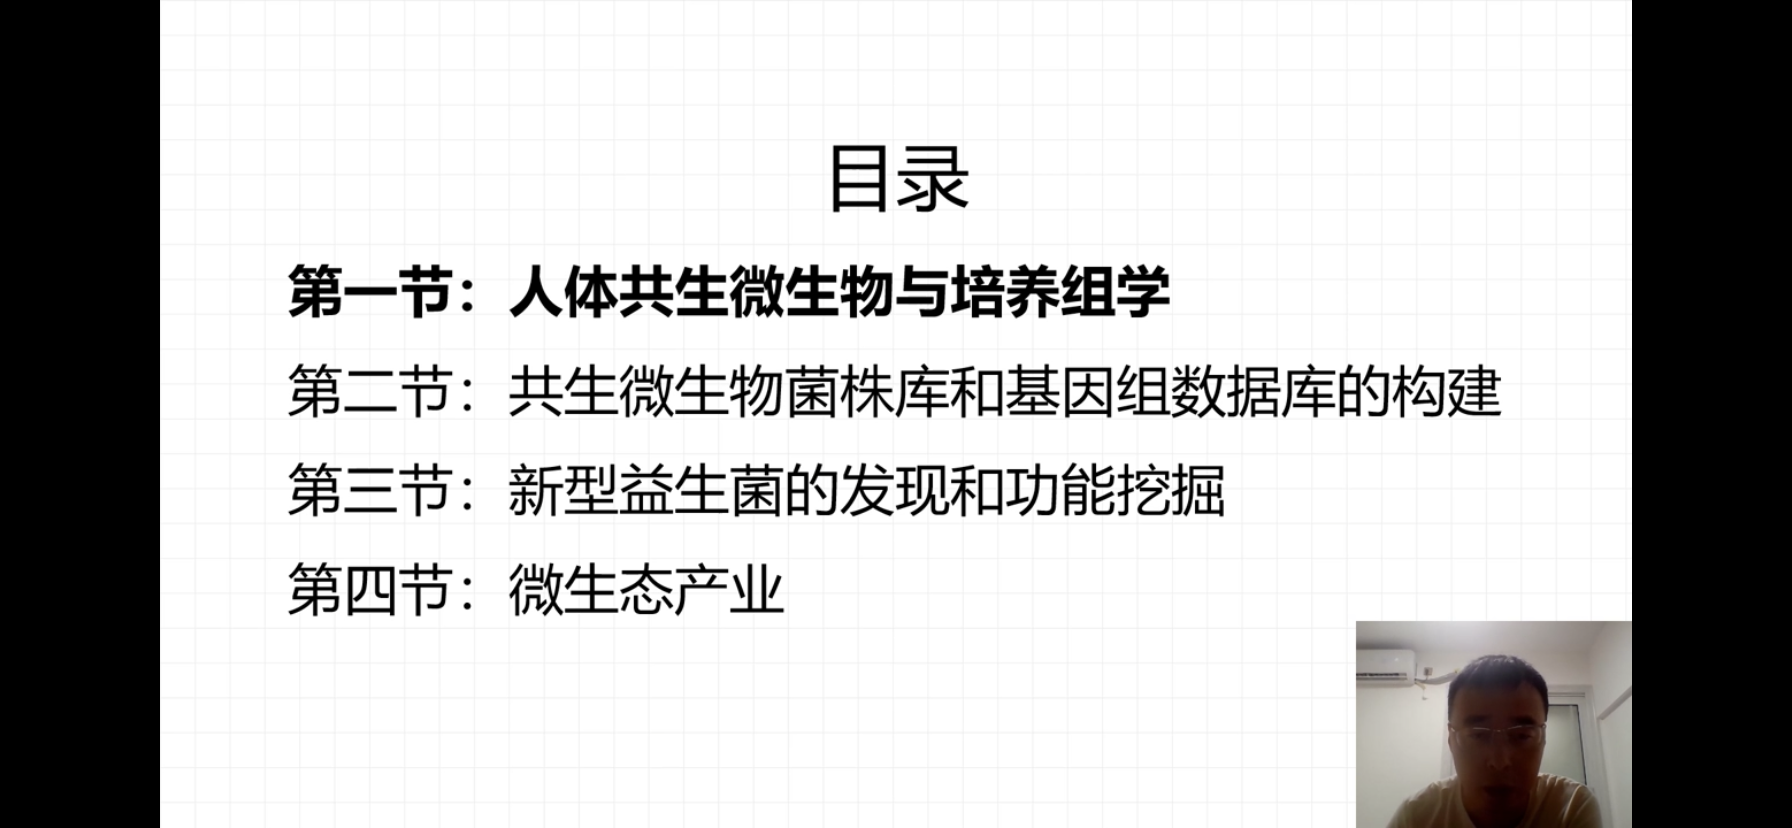 目录
第一节：人体共生微生物与培养组学
第二节：共生微生物菌株库和基因组数据库的构建
第三节：新型益生菌的发现和功能挖掘
第四节：微生态产业